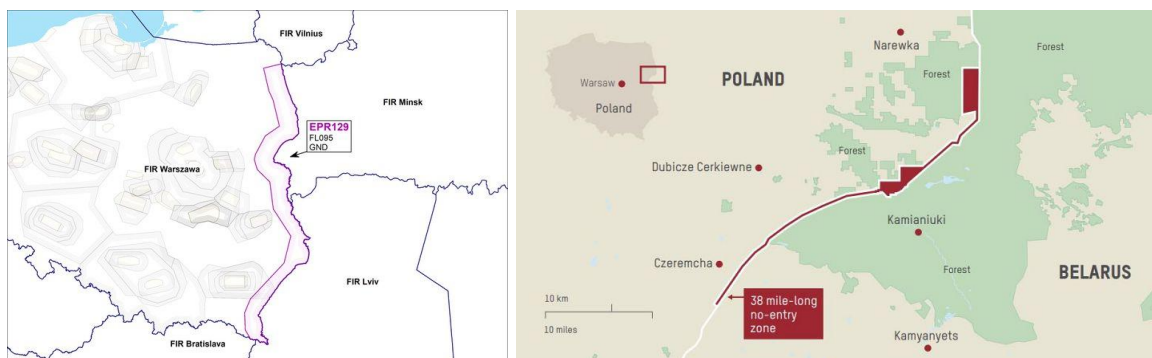 FIR Vilnius
FIR Minsk
EPR129
FL095
GND
FIR Warszawa
FIR Lviv
FIR Bratislava
Narewka
Forest
Forest
POLAND
Warsaw
Poland
Forest
Dubicze Cerkiewne
Kamianiuki
Czeremcha
Forest
BELARUS
38 mile-long
no-entry
zone
10 km
10 miles
Kamyanyets